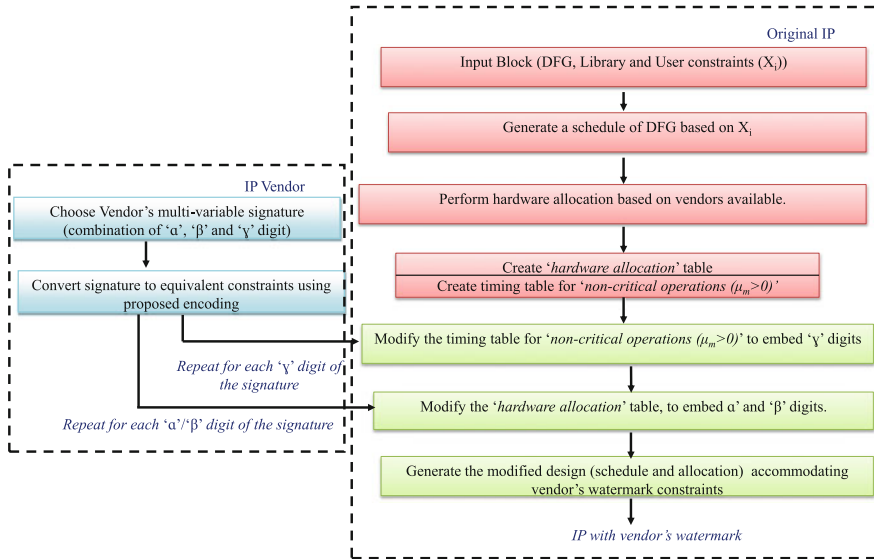 Original IP
Input Block (DFG, Library and User constraints (Xᵢ))
Generate a schedule of DFG based on Xᵢ
Perform hardware allocation based on vendors available.
Create ‘hardware allocation’ table
Create timing table for ‘non-critical operations (μₘ>0)’
IP Vendor
Choose Vendor’s multi-variable signature
(combination of ‘α’, ‘β’ and ‘γ’ digit)
Convert signature to equivalent constraints using
proposed encoding
Modify the timing table for ‘non-critical operations (μₘ>0)’ to embed ‘γ’ digits
Repeat for each ‘γ’ digit of
the signature
Modify the ‘hardware allocation’ table, to embed α’ and ‘β’ digits.
Repeat for each ‘α’/‘β’ digit of the signature
Generate the modified design (schedule and allocation) accommodating
vendor’s watermark constraints
IP with vendor’s watermark